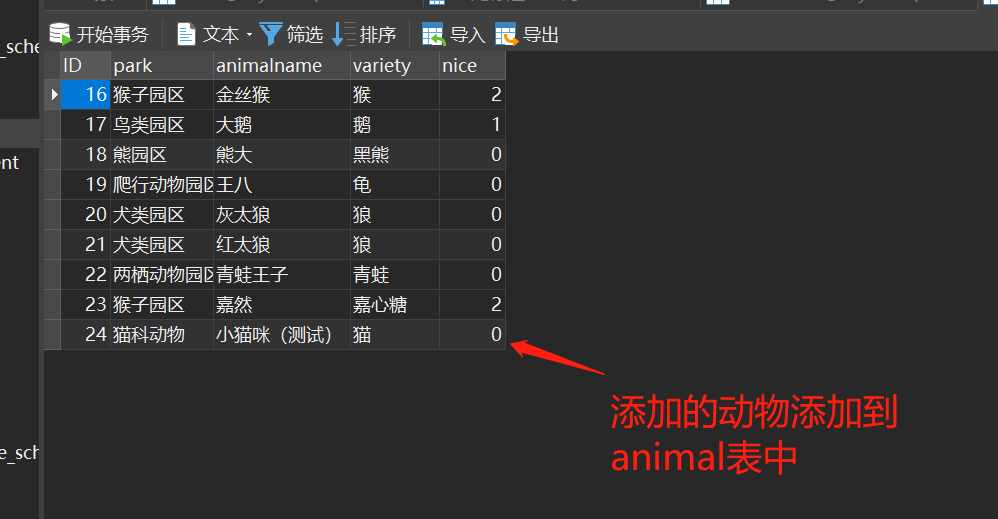 开始事务 文本 筛选 排序 导入 导出
_sche
ID park animalname variety nice
16 猴子园区 金丝猴 猴 2
17 鸟类园区 大鹅 鹅 1
ent
18 熊园区 熊大 黑熊 0
19 爬行动物园区 王八 龟 0
20 犬类园区 灰太狼 狼 0
21 犬类园区 红太狼 狼 0
22 两栖动物园区 青蛙王子 青蛙 0
23 猴子园区 嘉然 嘉心糖 2
24 猫科动物 小猫咪（测试） 猫 0
添加的动物添加到
animal表中
e_sch